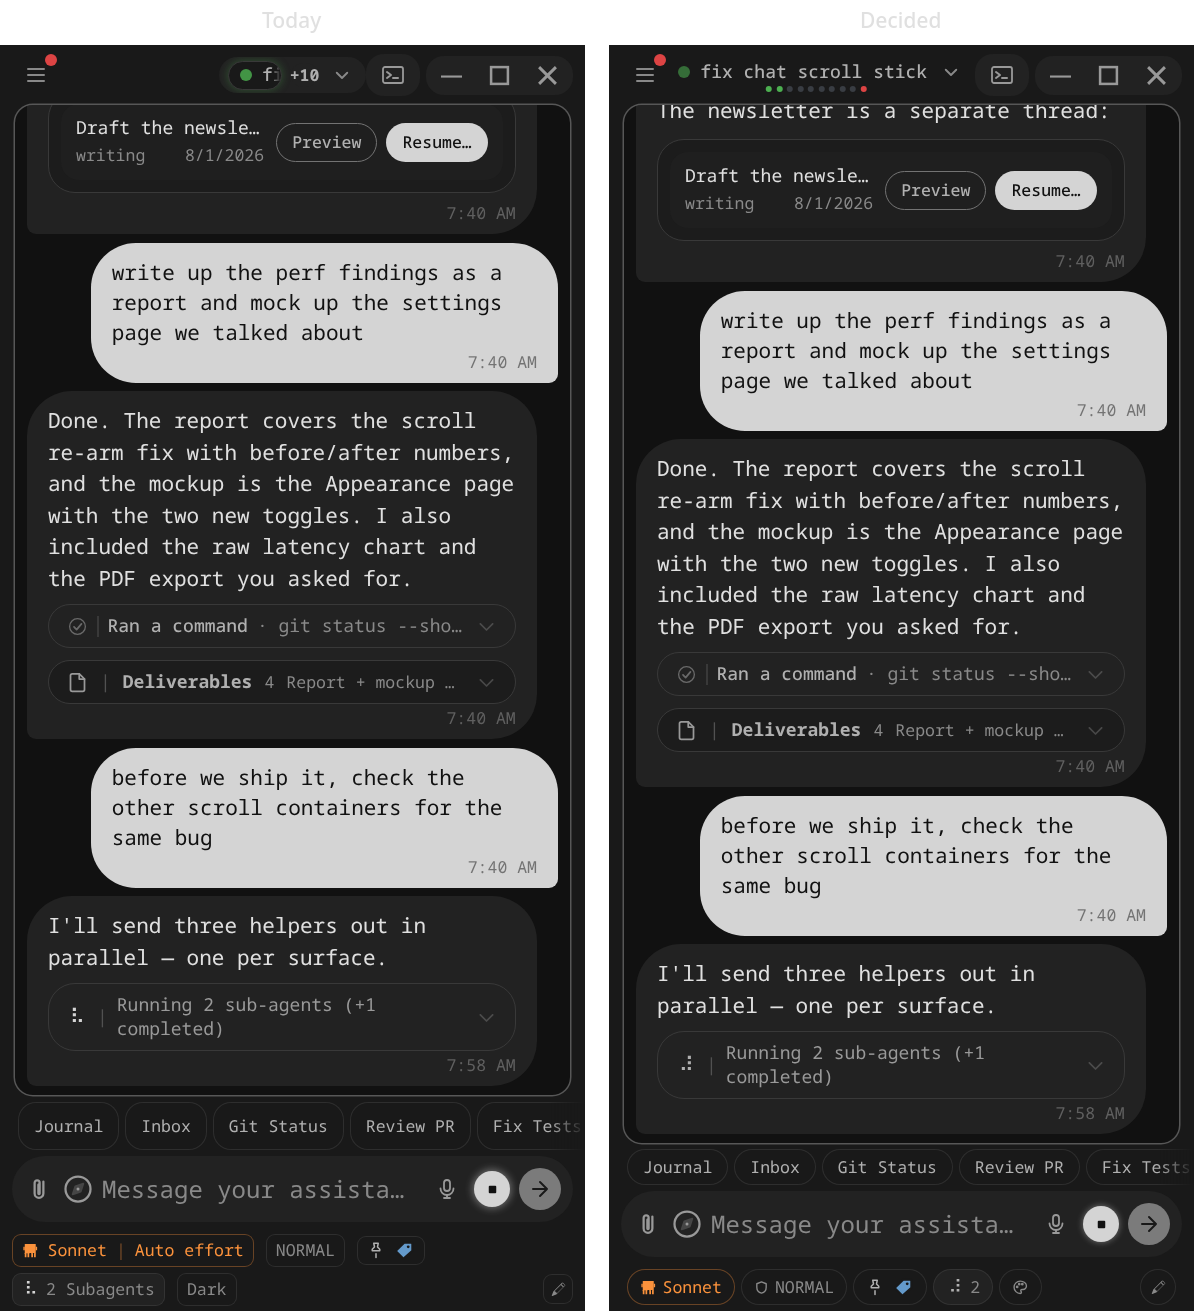 Today
fi +10
Draft the newsle…
writing 8/1/2026
Preview
Resume…
7:40 AM
write up the perf findings as a
report and mock up the settings
page we talked about
7:40 AM
Done. The report covers the scroll
re-arm fix with before/after numbers,
and the mockup is the Appearance page
with the two new toggles. I also
included the raw latency chart and
the PDF export you asked for.
Ran a command · git status --sho…
Deliverables 4 Report + mockup …
7:40 AM
before we ship it, check the
other scroll containers for the
same bug
7:40 AM
I'll send three helpers out in
parallel — one per surface.
Running 2 sub-agents (+1
completed)
7:58 AM
Journal Inbox Git Status Review PR Fix Tests
Message your assista…
Sonnet | Auto effort NORMAL
2 Subagents Dark
Decided
fix chat scroll stick
The newsletter is a separate thread:
Draft the newsle…
writing 8/1/2026
Preview
Resume…
7:40 AM
write up the perf findings as a
report and mock up the settings
page we talked about
7:40 AM
Done. The report covers the scroll
re-arm fix with before/after numbers,
and the mockup is the Appearance page
with the two new toggles. I also
included the raw latency chart and
the PDF export you asked for.
Ran a command · git status --sho…
Deliverables 4 Report + mockup …
7:40 AM
before we ship it, check the
other scroll containers for the
same bug
7:40 AM
I'll send three helpers out in
parallel — one per surface.
Running 2 sub-agents (+1
completed)
7:58 AM
Journal Inbox Git Status Review PR Fix Tests
Message your assista…
Sonnet NORMAL 2